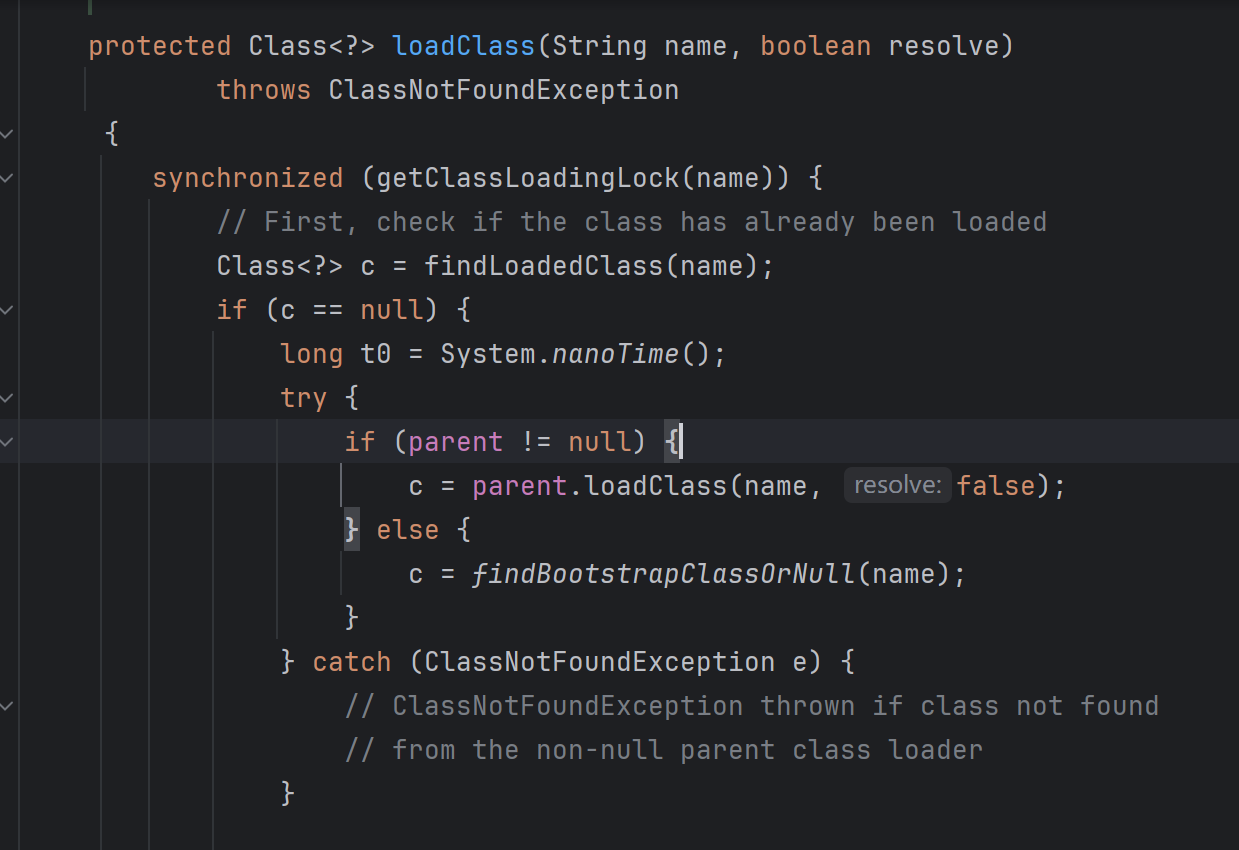 protected Class<?> loadClass(String name, boolean resolve)
throws ClassNotFoundException
{
synchronized (getClassLoadingLock(name)) {
// First, check if the class has already been loaded
Class<?> c = findLoadedClass(name);
if (c == null) {
long t0 = System.nanoTime();
try {
if (parent != null) {
c = parent.loadClass(name, resolve: false);
} else {
c = findBootstrapClassOrNull(name);
}
} catch (ClassNotFoundException e) {
// ClassNotFoundException thrown if class not found
// from the non-null parent class loader
}